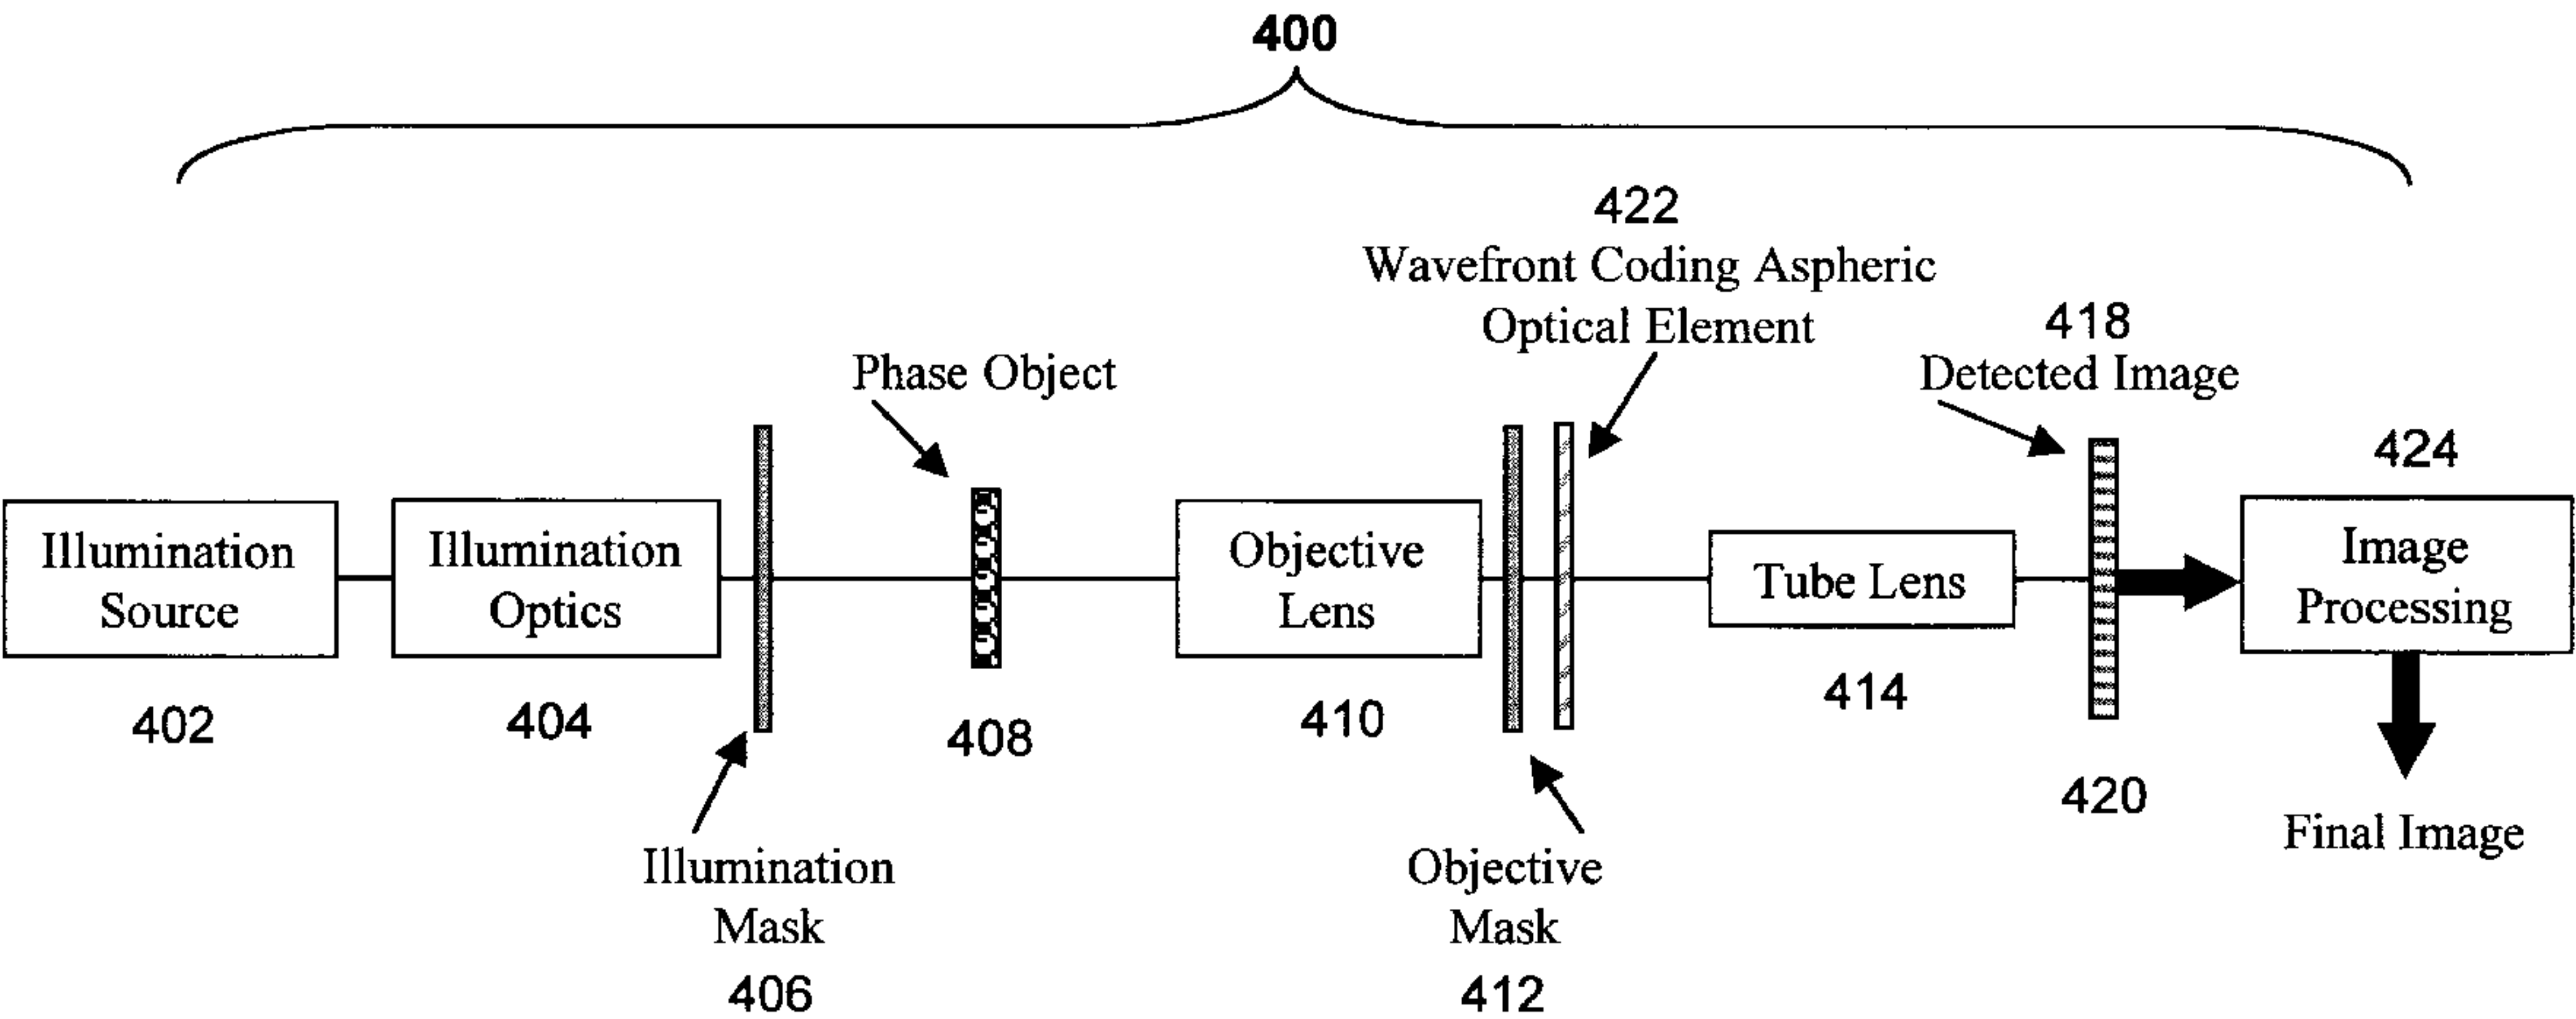 400
422
Wavefront Coding Aspheric
Optical Element
418
Detected Image
Phase Object
424
Illumination
Source
Illumination
Optics
Objective
Lens
Tube Lens
Image
Processing
402
404
408
410
414
420
Final Image
Illumination
Mask
406
Objective
Mask
412